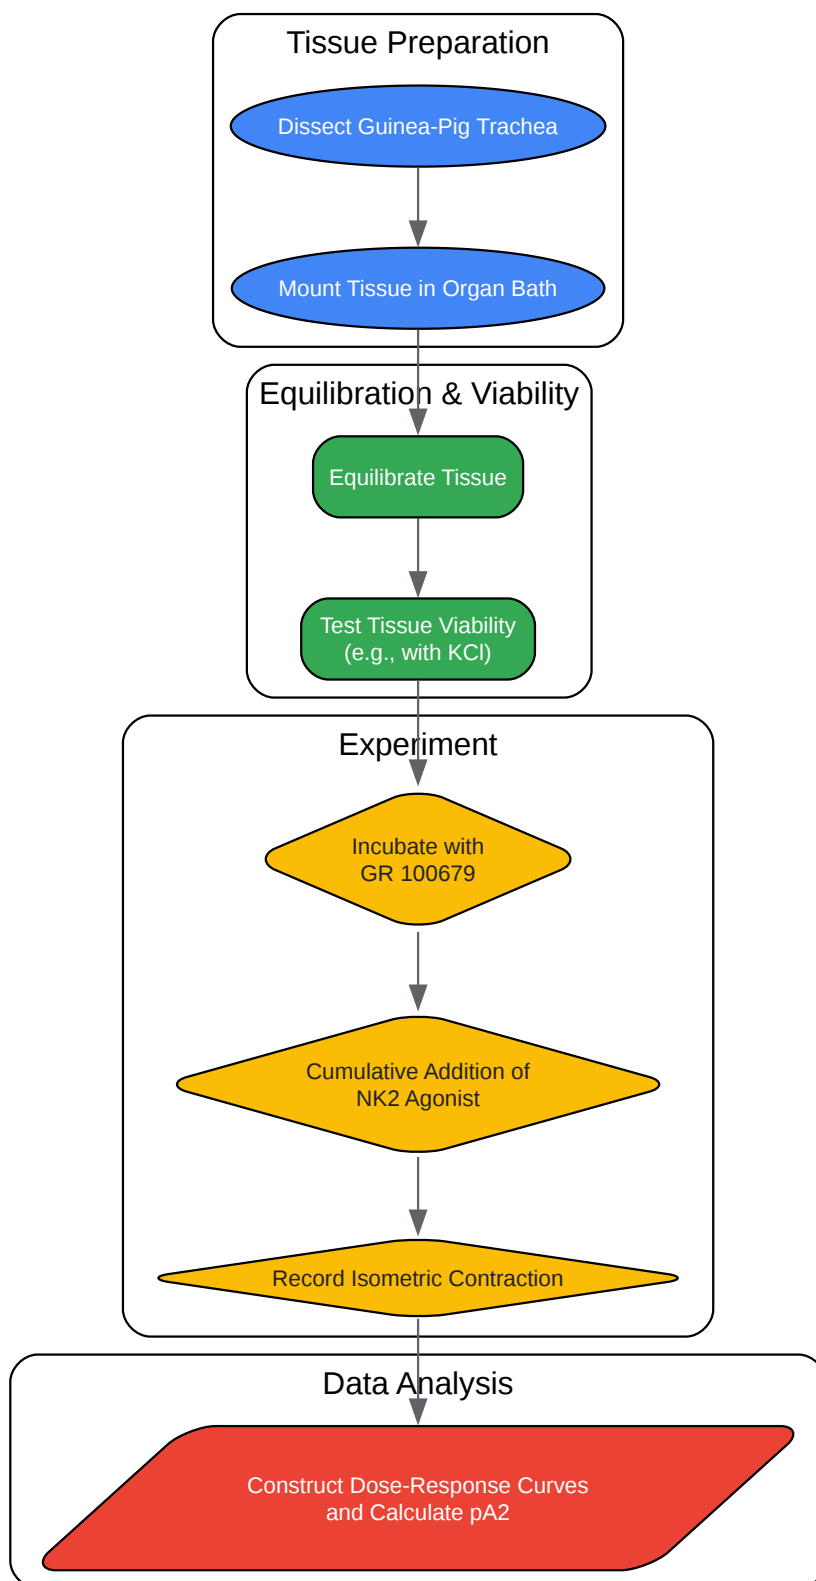 Tissue Preparation
Dissect Guinea-Pig Trachea
Mount Tissue in Organ Bath
Equilibration & Viability
Equilibrate Tissue
Test Tissue Viability
(e.g., with KCl)
Experiment
Incubate with
GR 100679
Cumulative Addition of
NK2 Agonist
Record Isometric Contraction
Data Analysis
Construct Dose-Response Curves
and Calculate pA2